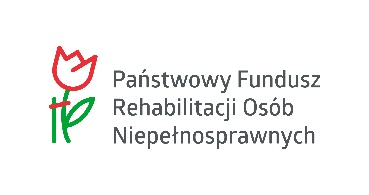 Państwowy Fundusz
Rehabilitacji Osób
Niepełnosprawnych